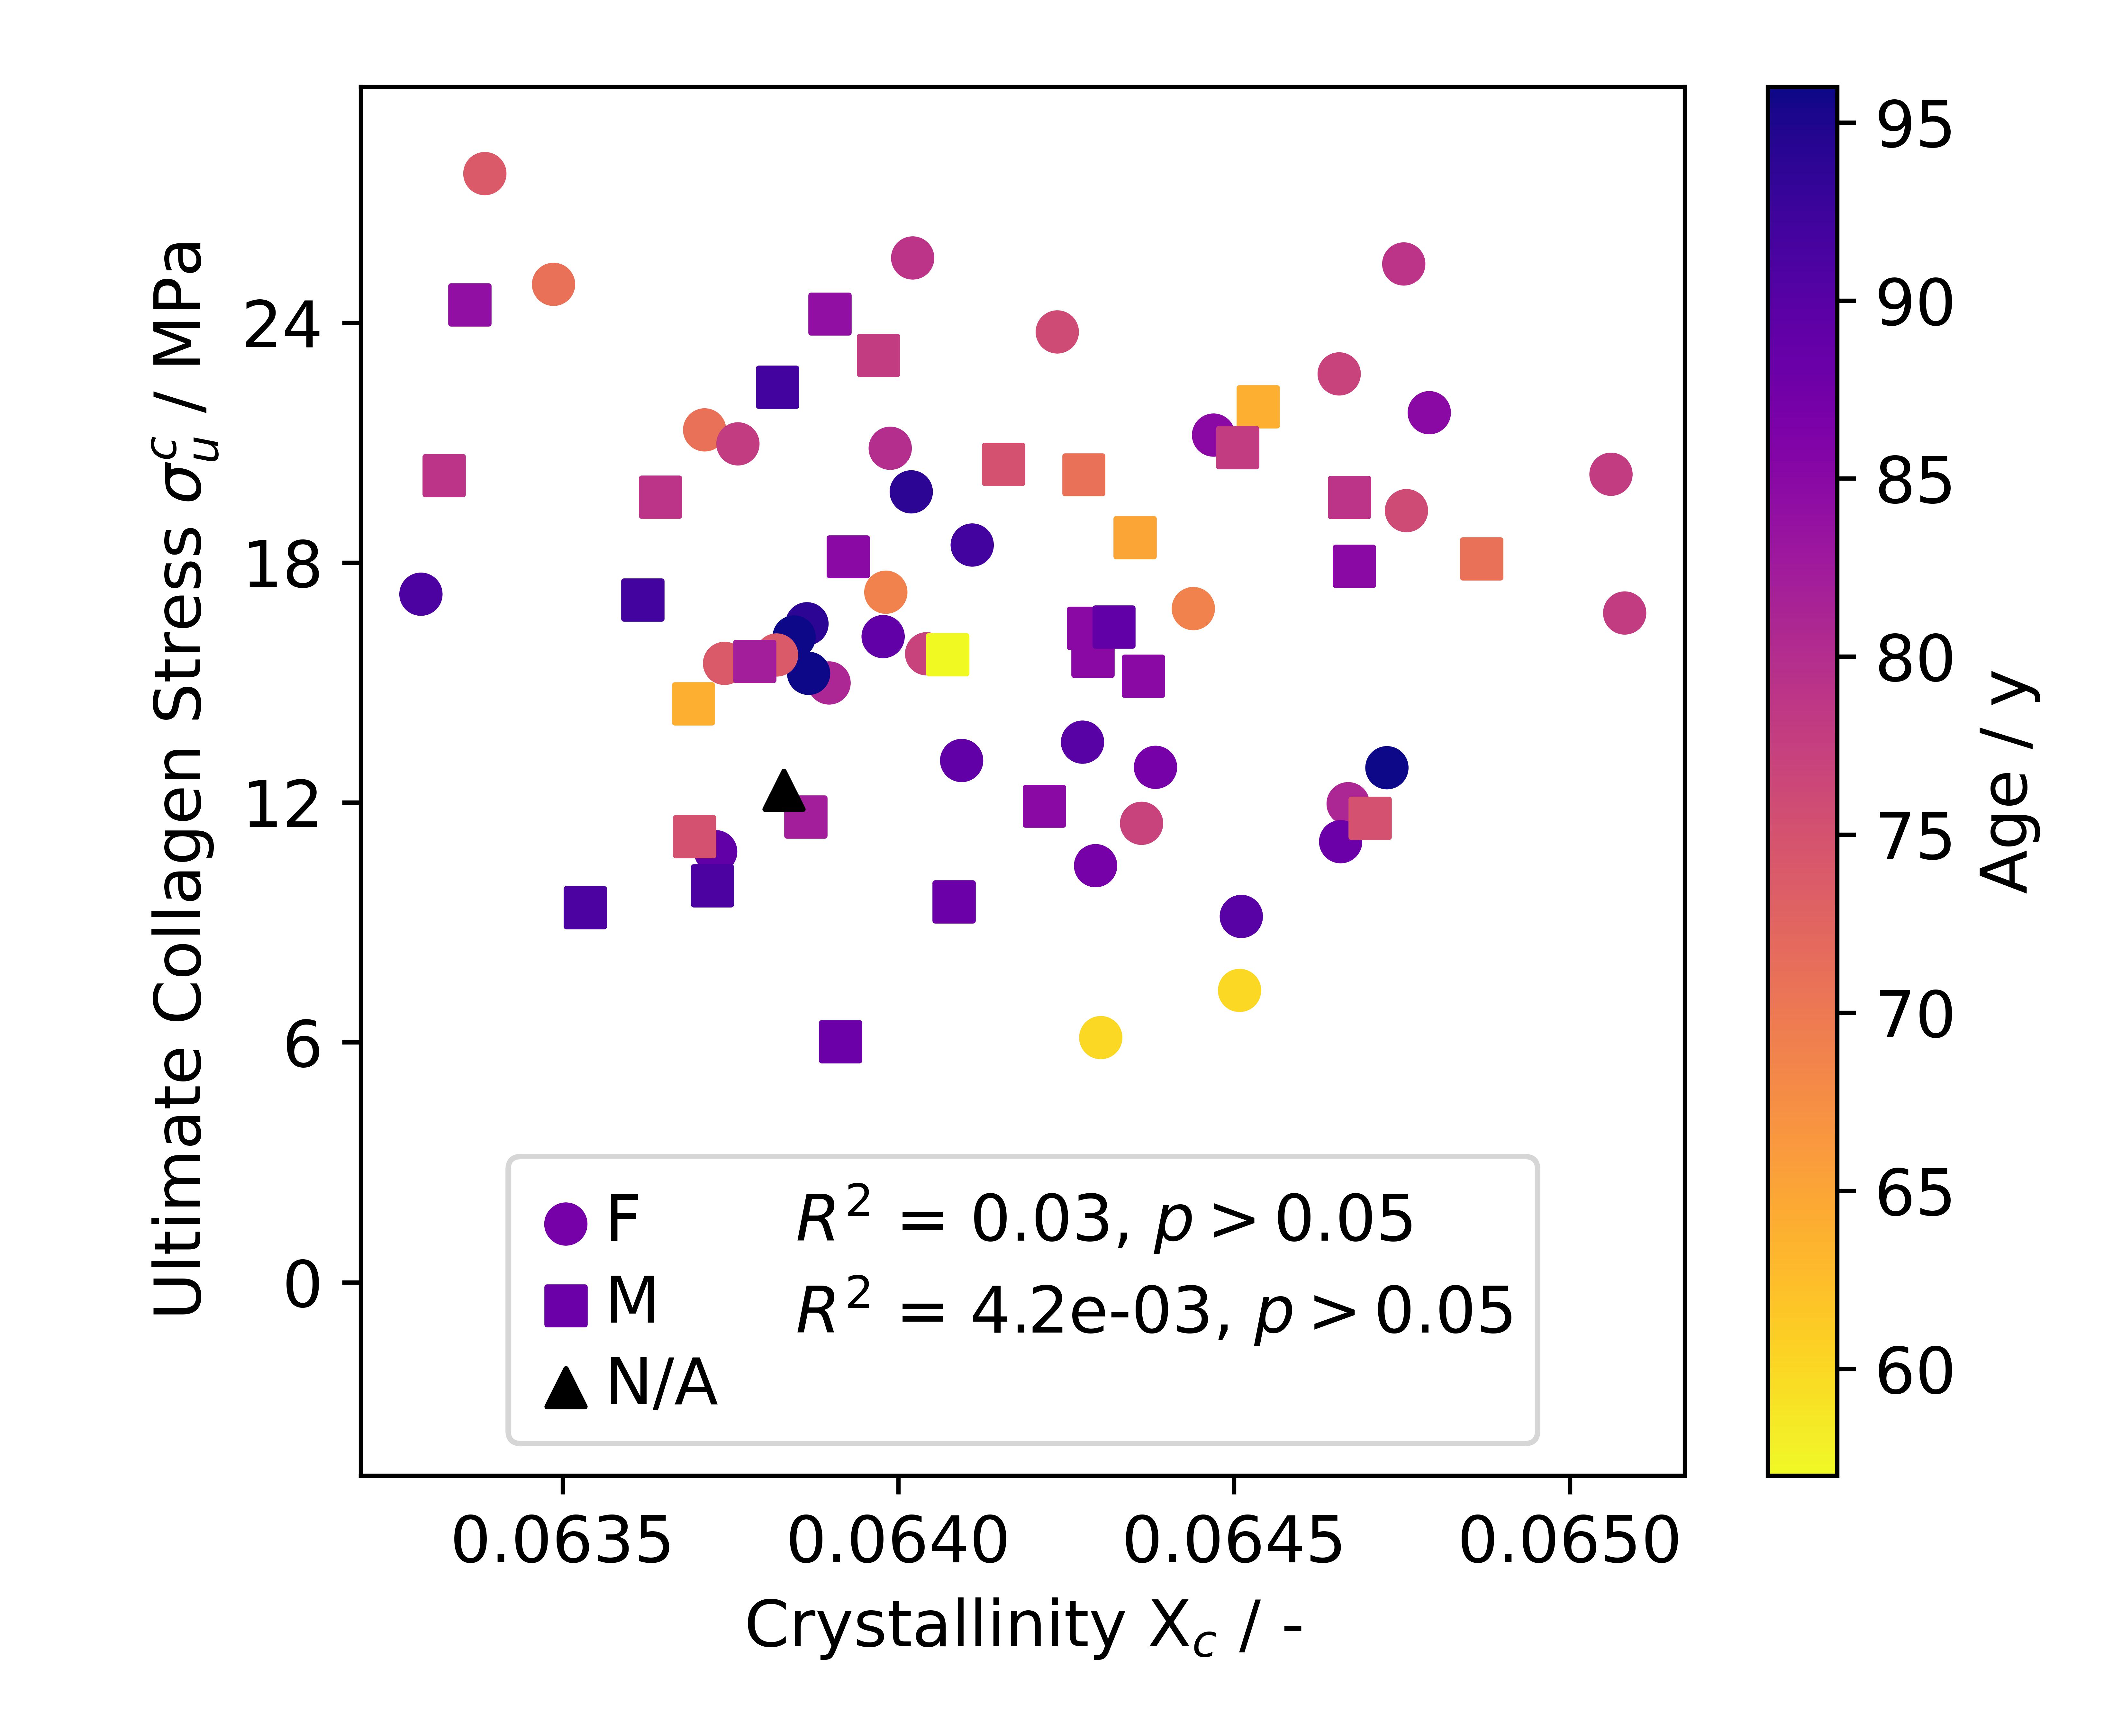 Ultimate Collagen Stress σᶜᵤ / MPa
24
18
12
6
0
F R² = 0.03, p > 0.05
M R² = 4.2e-03, p > 0.05
N/A
0.0635 0.0640 0.0645 0.0650
Crystallinity X_c / -
95
90
85
80
75
70
65
60
Age / y